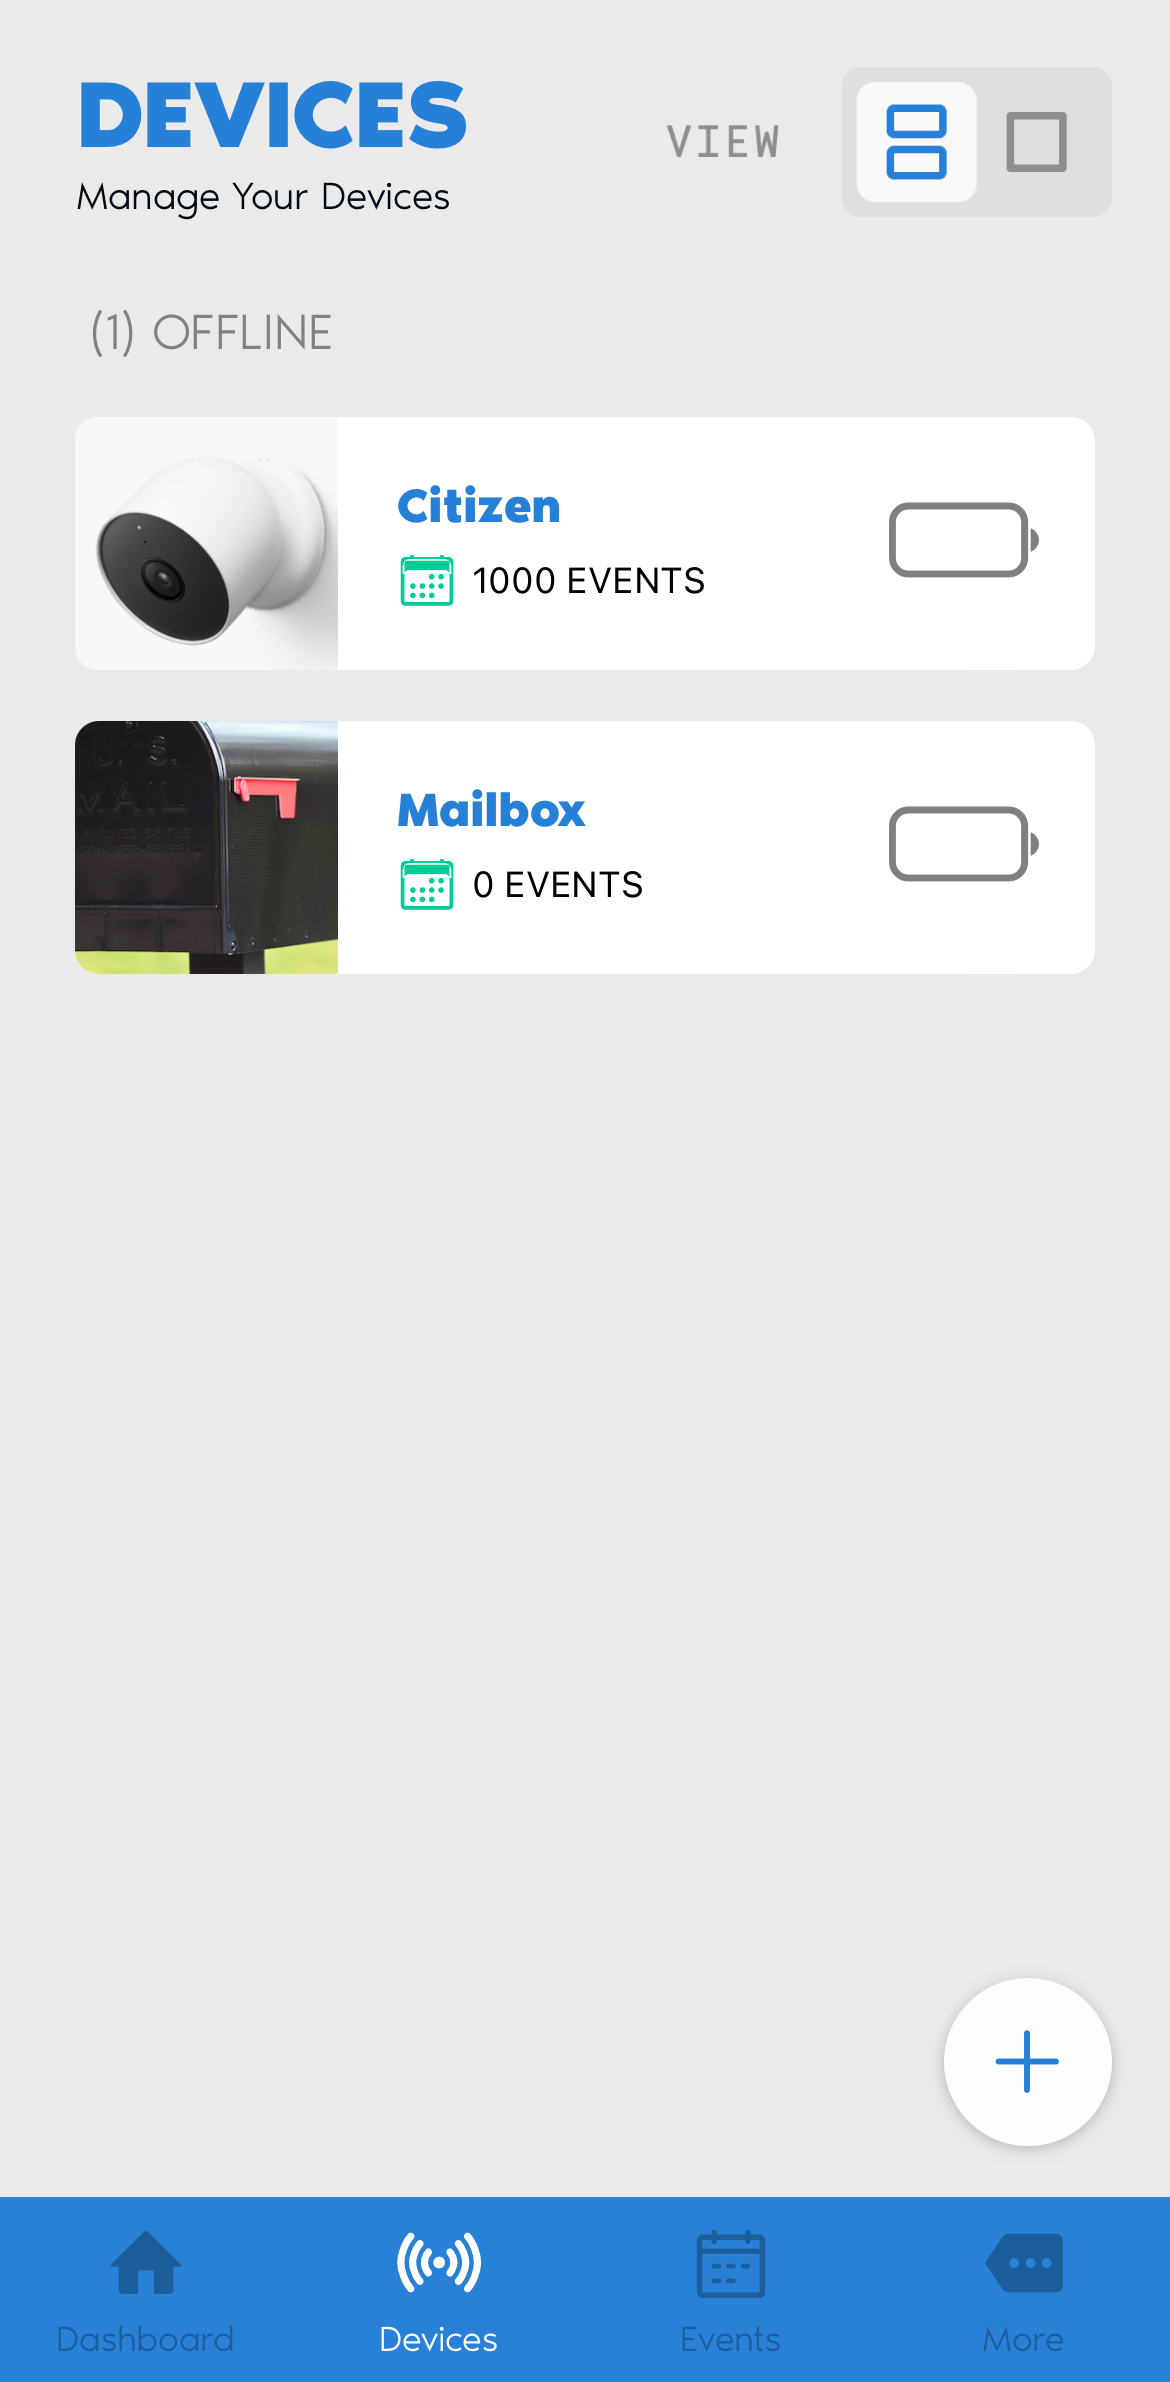 DEVICES
Manage Your Devices
VIEW
(1) OFFLINE
Citizen
1000 EVENTS
U. S.
MAIL
Mailbox
0 EVENTS
Dashboard
Devices
Events
More